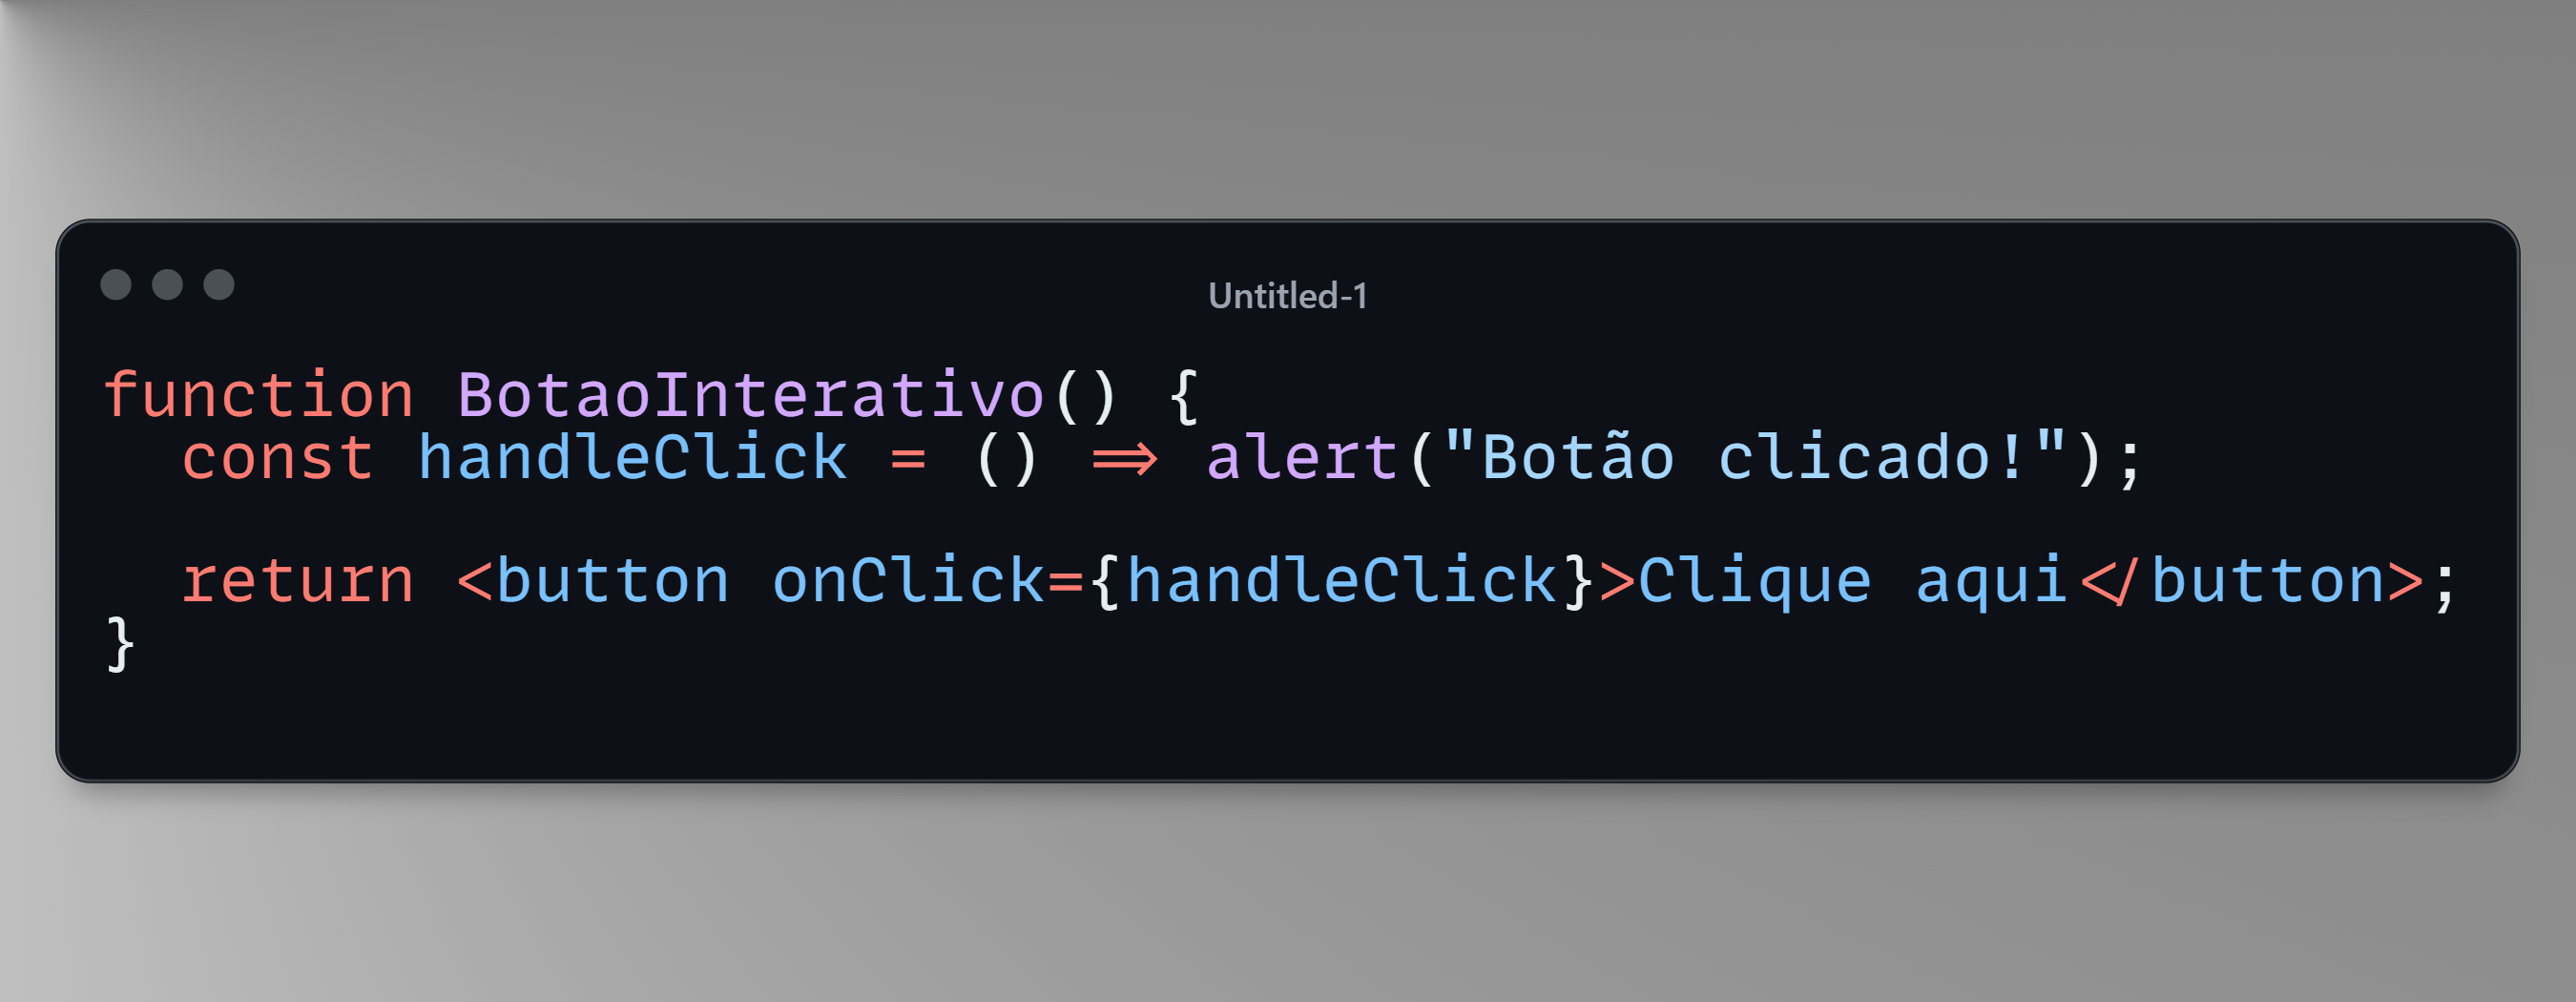 Untitled-1
function BotaoInterativo() {
  const handleClick = () => alert("Botão clicado!");

  return <button onClick={handleClick}>Clique aqui</button>;
}